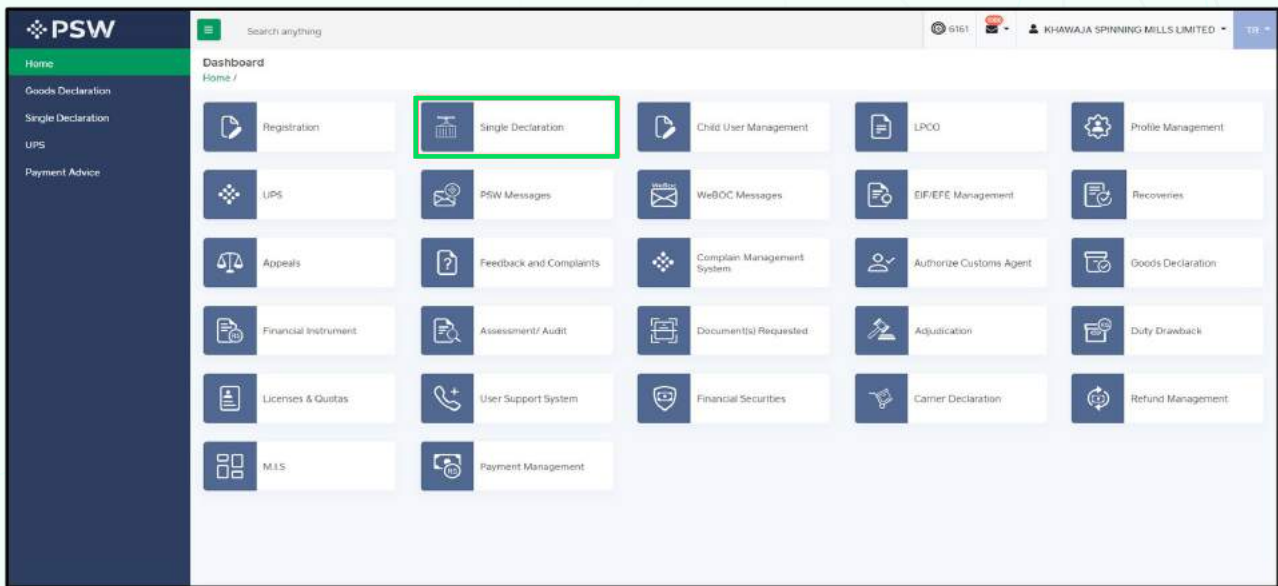 PSW
Search anything
6161
KHAWAJA SPINNING MILLS LIMITED
Home
Goods Declaration
Single Declaration
UPS
Payment Advice
Dashboard
Home /
Registration
Single Declaration
Child User Management
LPCO
Profile Management
UPS
PSW Messages
WeBOC
WeBOC Messages
EIF/EFE Management
Recoveries
Appeals
Feedback and Complaints
Complain Management
System
Authorize Customs Agent
Goods Declaration
Financial Instrument
Assessment/ Audit
Document(s) Requested
Adjudication
Duty Drawback
Licenses & Quotas
User Support System
Financial Securities
Carrier Declaration
Refund Management
M.I.S
Payment Management